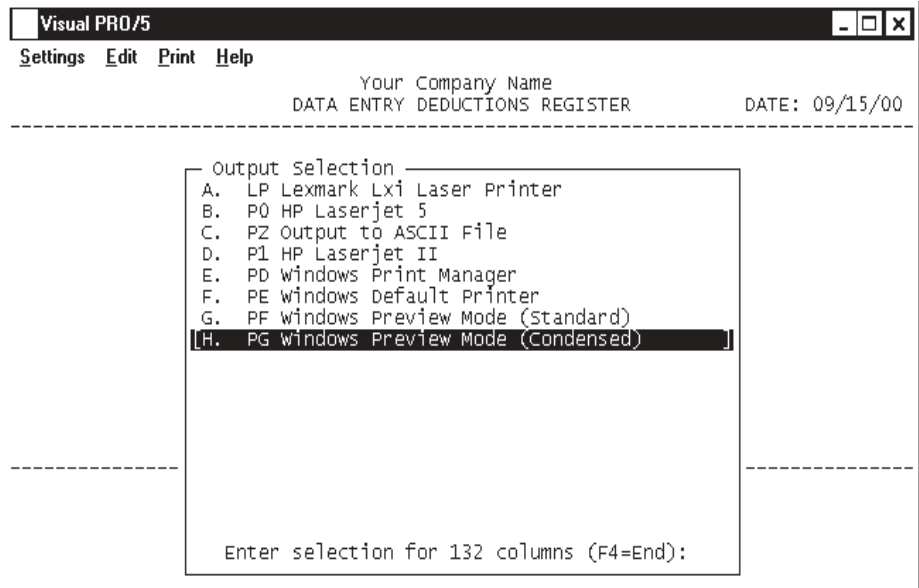 Visual PRO/5
Settings Edit Print Help
Your Company Name
DATA ENTRY DEDUCTIONS REGISTER DATE: 09/15/00
Output Selection
A. LP Lexmark Lxi Laser Printer
B. P0 HP Laserjet 5
C. PZ Output to ASCII File
D. P1 HP Laserjet II
E. PD Windows Print Manager
F. PE Windows Default Printer
G. PF Windows Preview Mode (Standard)
[H. PG Windows Preview Mode (Condensed) ]
Enter selection for 132 columns (F4=End):